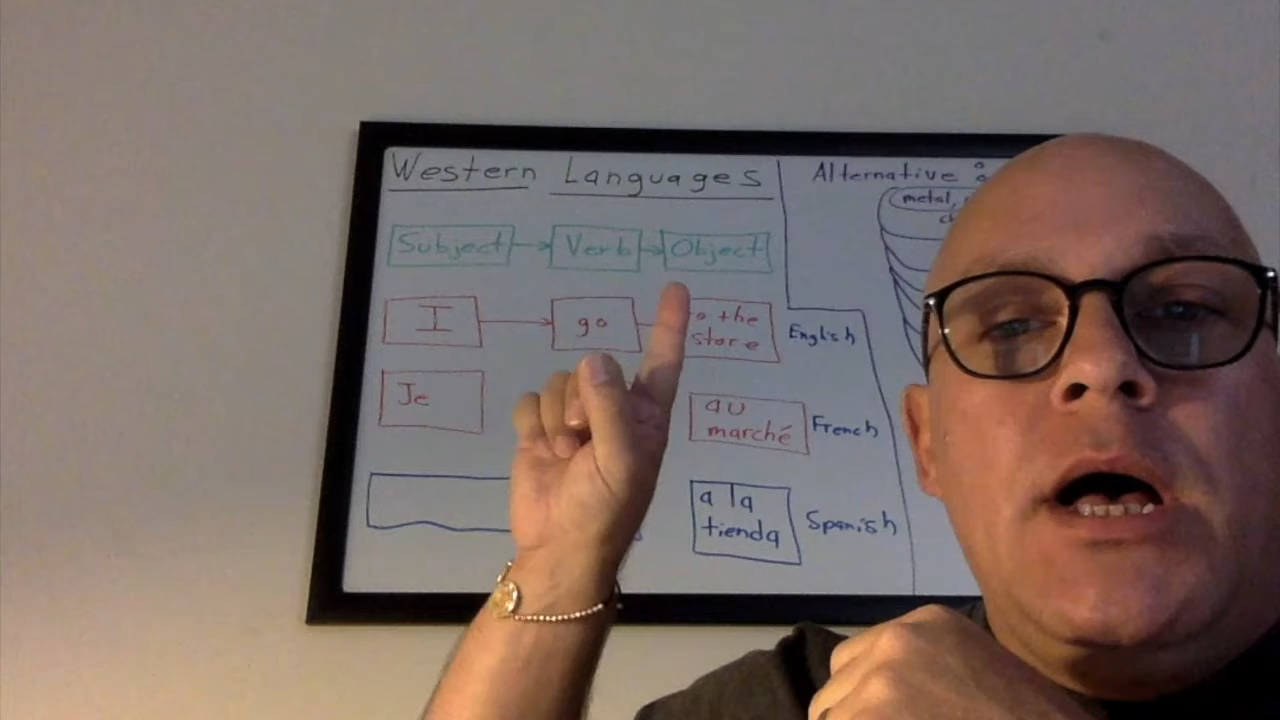 Western Languages
Subject Verb Object
I go o the
store
English
Je
au
marché
French
a la
tienda
Spanish
Alternative
metal,